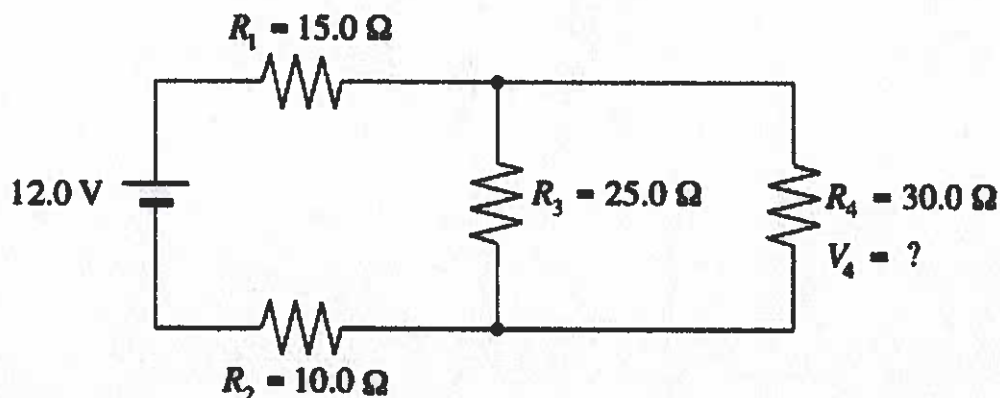 R₁ = 15.0 Ω
12.0 V
R₃ = 25.0 Ω
R₄ = 30.0 Ω
V₄ = ?
R₂ = 10.0 Ω